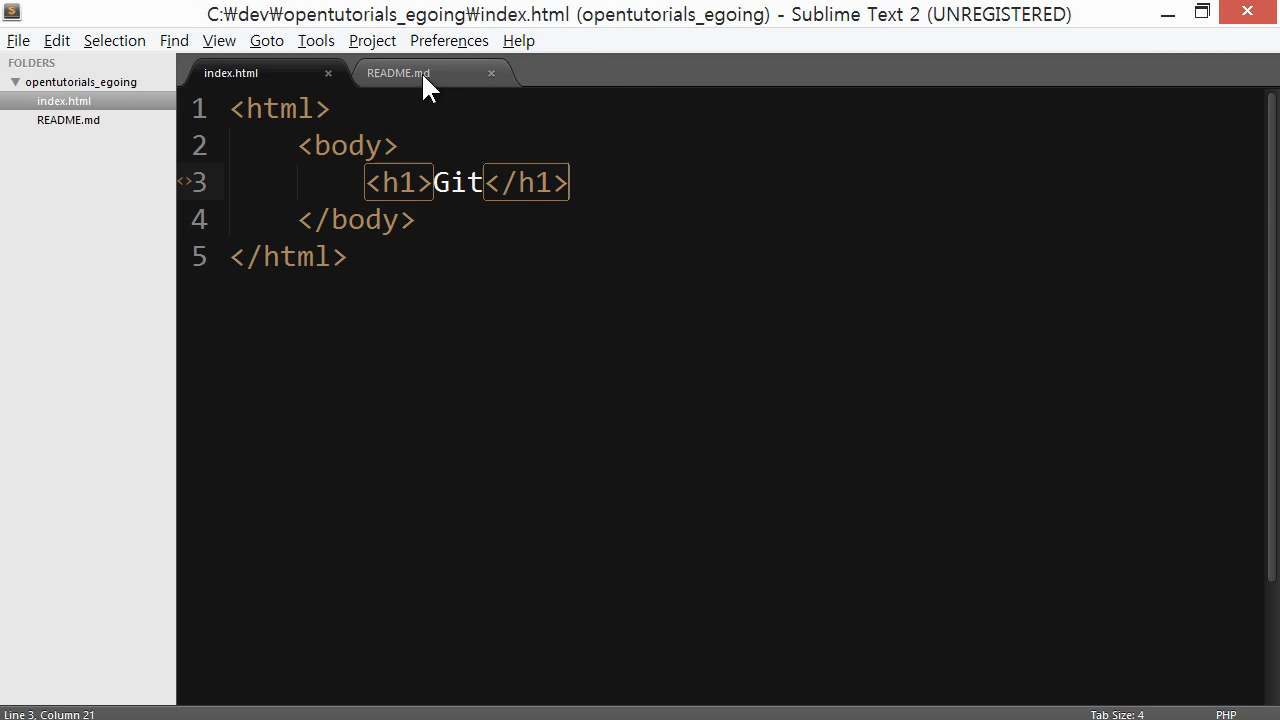 C:₩dev₩opentutorials_egoing₩index.html (opentutorials_egoing) - Sublime Text 2 (UNREGISTERED)
File Edit Selection Find View Goto Tools Project Preferences Help
FOLDERS
opentutorials_egoing
index.html
README.md
index.html × README.md ×
1 <html>
2 <body>
3 <h1>Git</h1>
4 </body>
5 </html>
Line 3, Column 21 Tab Size: 4 PHP